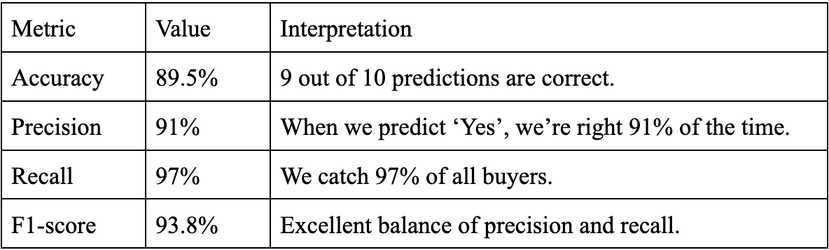 Metric Value Interpretation
Accuracy 89.5% 9 out of 10 predictions are correct.
Precision 91% When we predict ‘Yes’, we’re right 91% of the time.
Recall 97% We catch 97% of all buyers.
F1-score 93.8% Excellent balance of precision and recall.